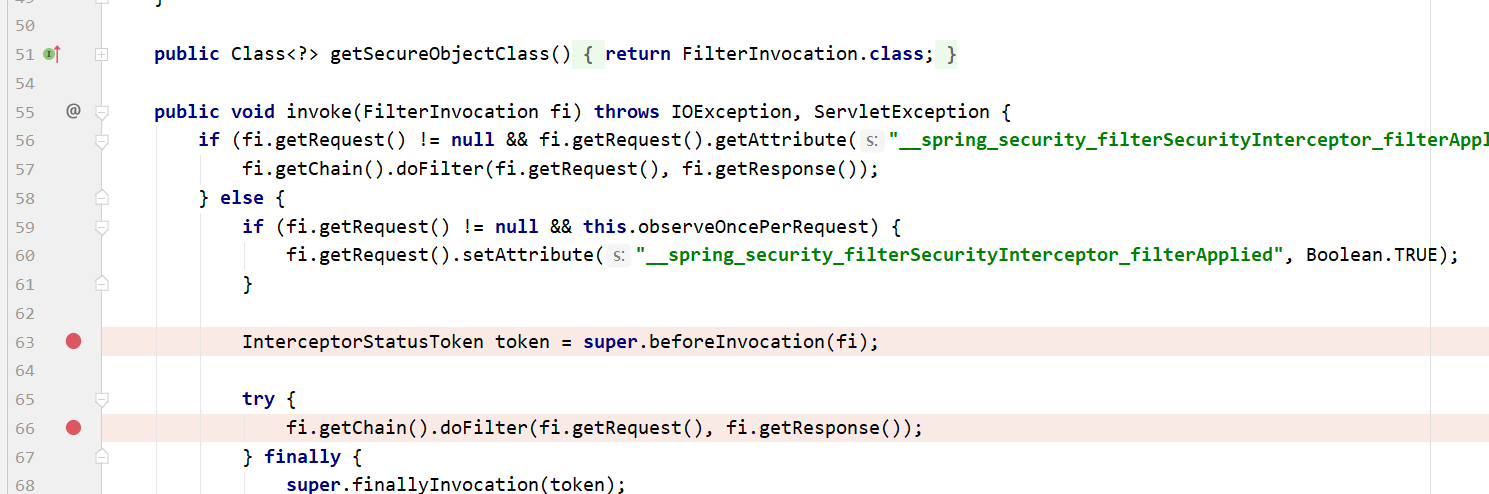 50
51 public Class<?> getSecureObjectClass() { return FilterInvocation.class; }
54
55 @ public void invoke(FilterInvocation fi) throws IOException, ServletException {
56 if (fi.getRequest() != null && fi.getRequest().getAttribute( s: "__spring_security_filterSecurityInterceptor_filterAppl
57 fi.getChain().doFilter(fi.getRequest(), fi.getResponse());
58 } else {
59 if (fi.getRequest() != null && this.observeOncePerRequest) {
60 fi.getRequest().setAttribute( s: "__spring_security_filterSecurityInterceptor_filterApplied", Boolean.TRUE);
61 }
62
63 InterceptorStatusToken token = super.beforeInvocation(fi);
64
65 try {
66 fi.getChain().doFilter(fi.getRequest(), fi.getResponse());
67 } finally {
68 super.finallyInvocation(token);